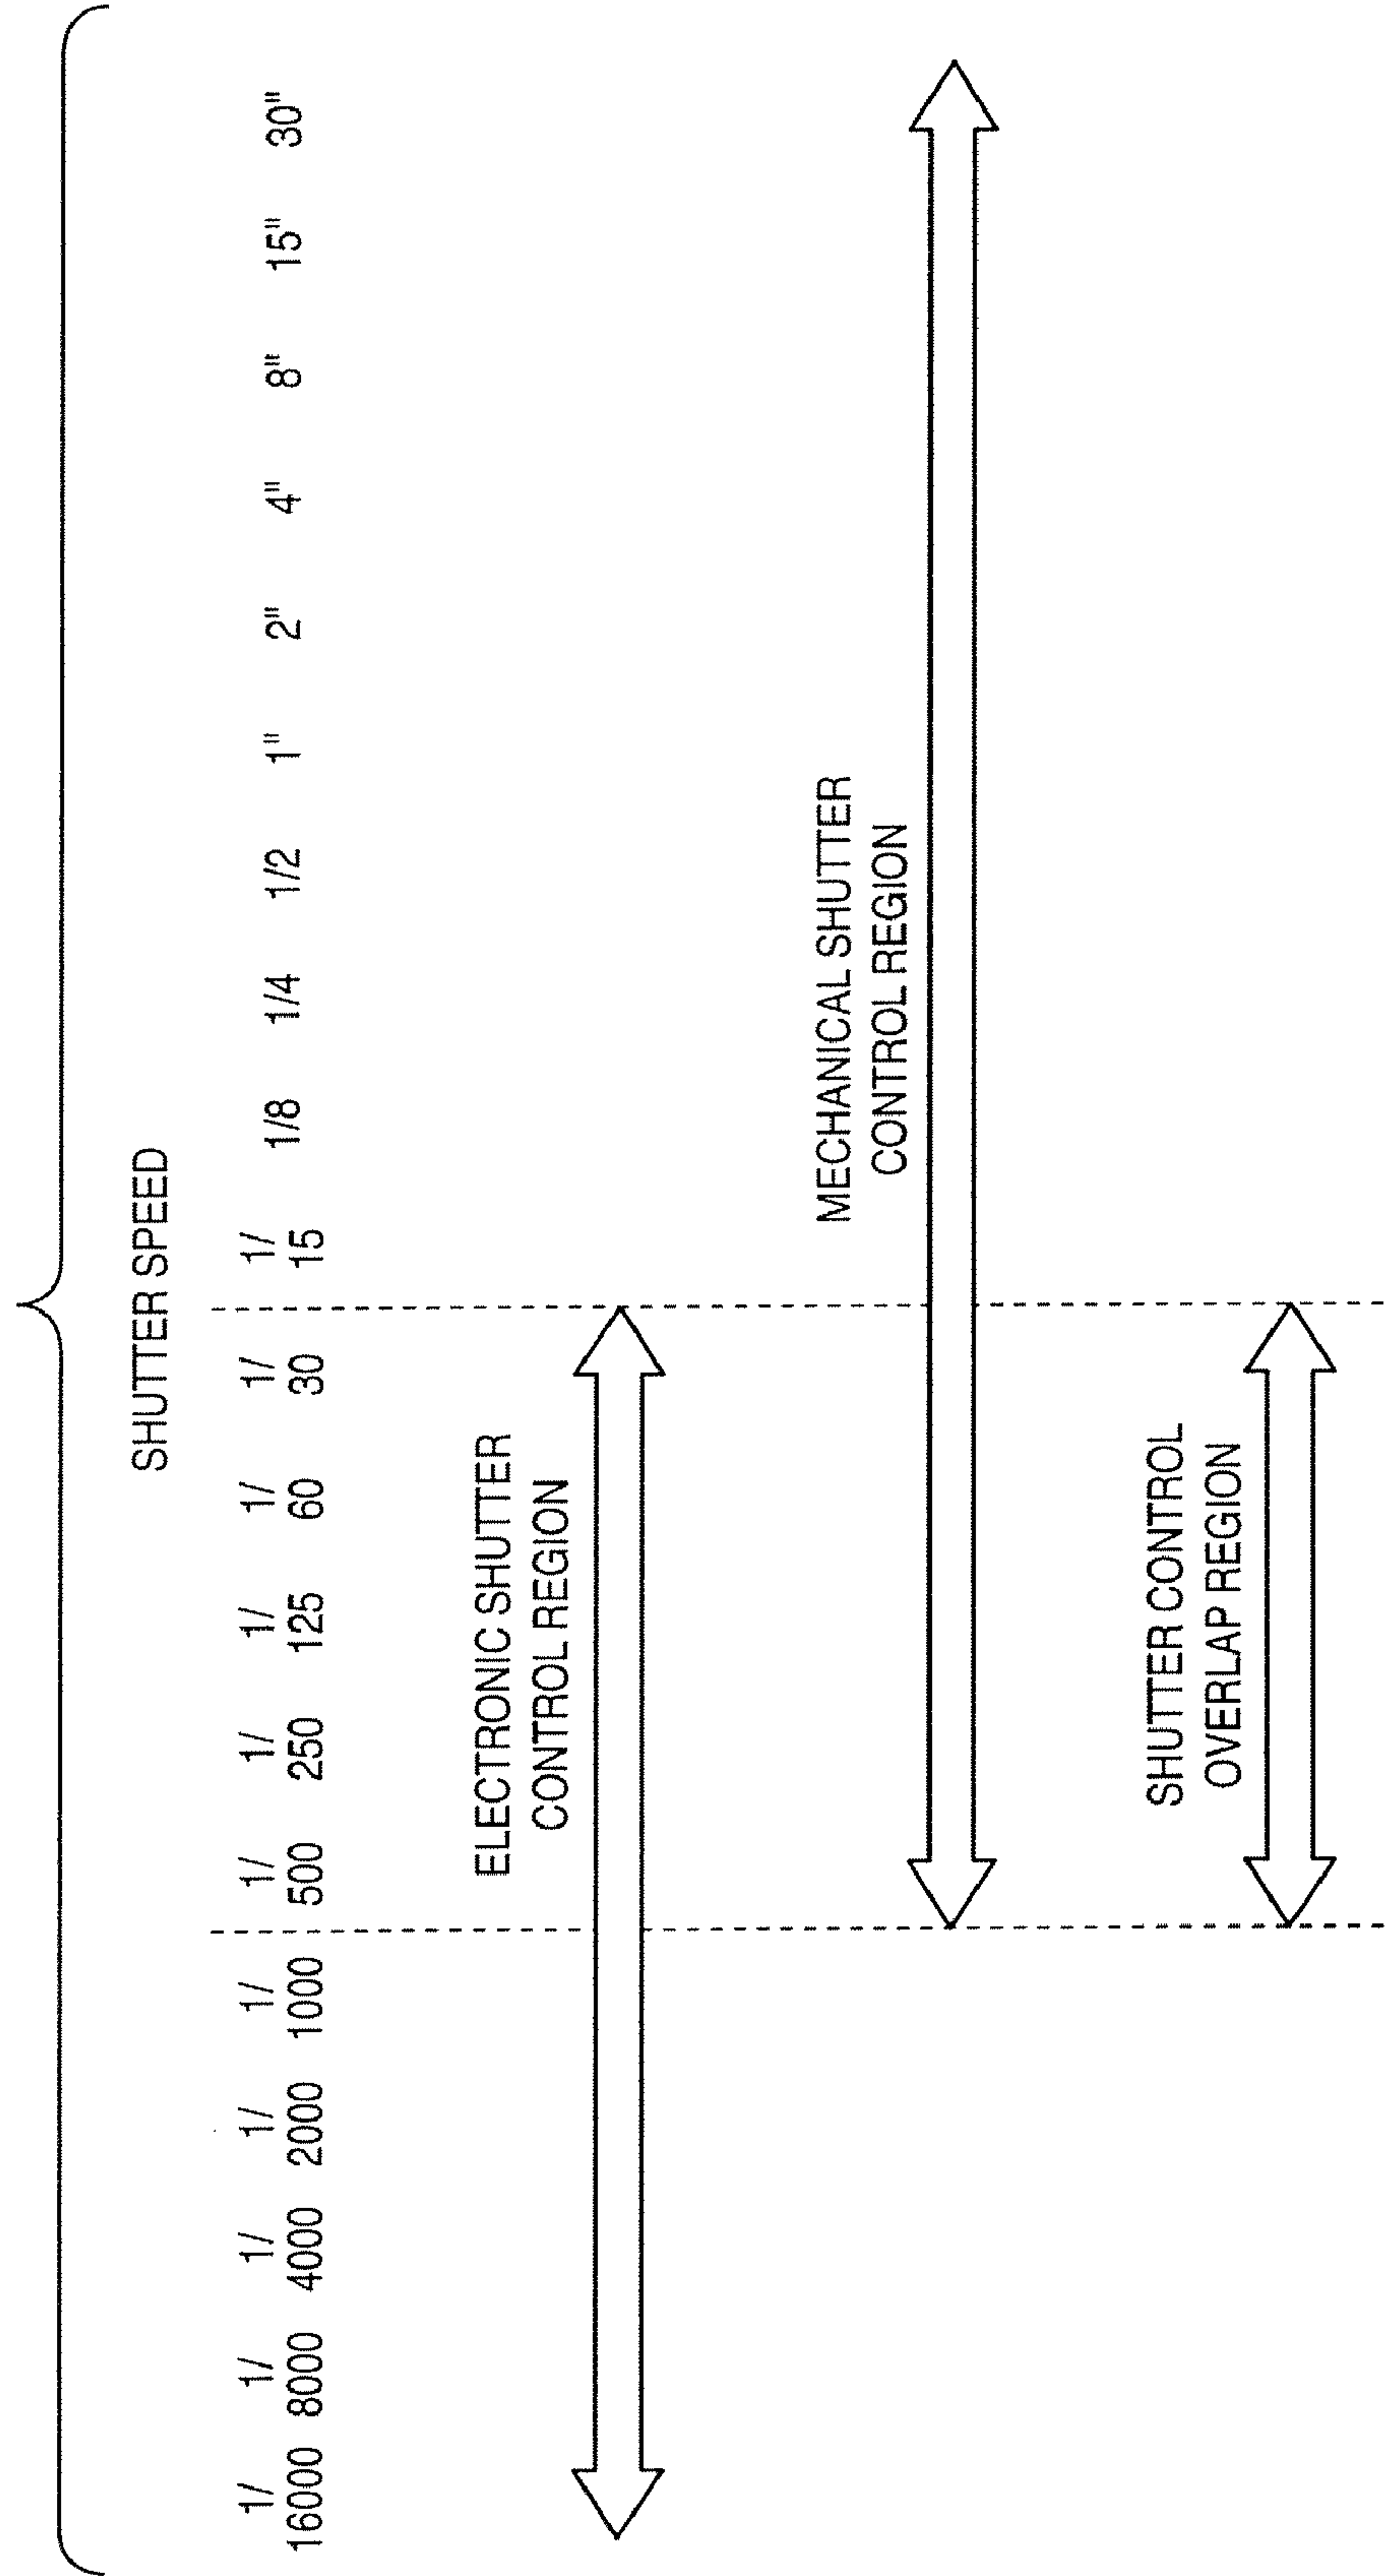 SHUTTER SPEED
1/16000 1/8000 1/4000 1/2000 1/1000 1/500 1/250 1/125 1/60 1/30 1/15 1/8 1/4 1/2 1" 2" 4" 8" 15" 30"
ELECTRONIC SHUTTER
CONTROL REGION
MECHANICAL SHUTTER
CONTROL REGION
SHUTTER CONTROL
OVERLAP REGION